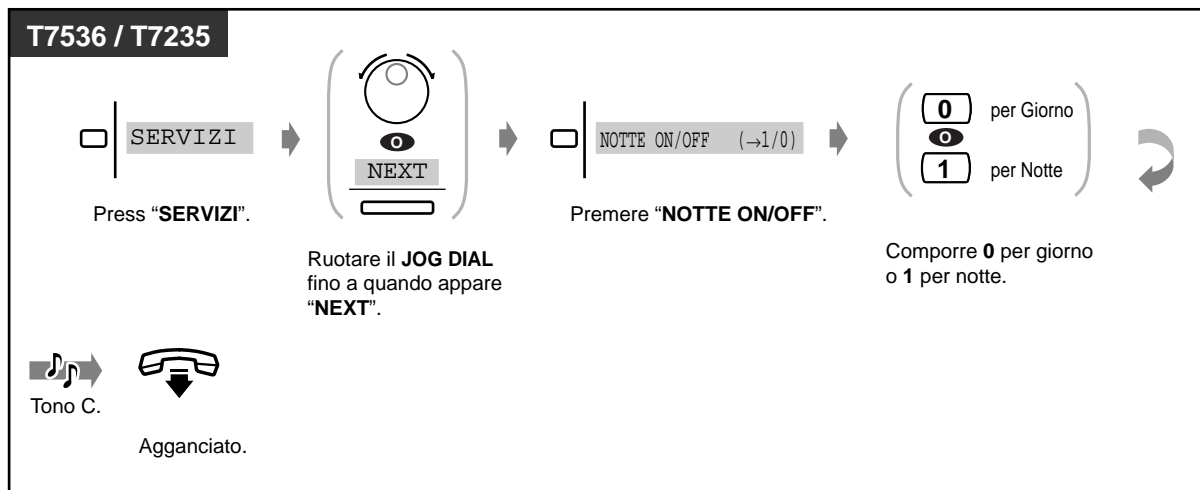 T7536 / T7235
SERVIZI
Press “SERVIZI”.
O
NEXT
Ruotare il JOG DIAL
fino a quando appare
“NEXT”.
NOTTE ON/OFF (→1/0)
Premere “NOTTE ON/OFF”.
0 per Giorno
O
1 per Notte
Comporre 0 per giorno
o 1 per notte.
Tono C.
Agganciato.